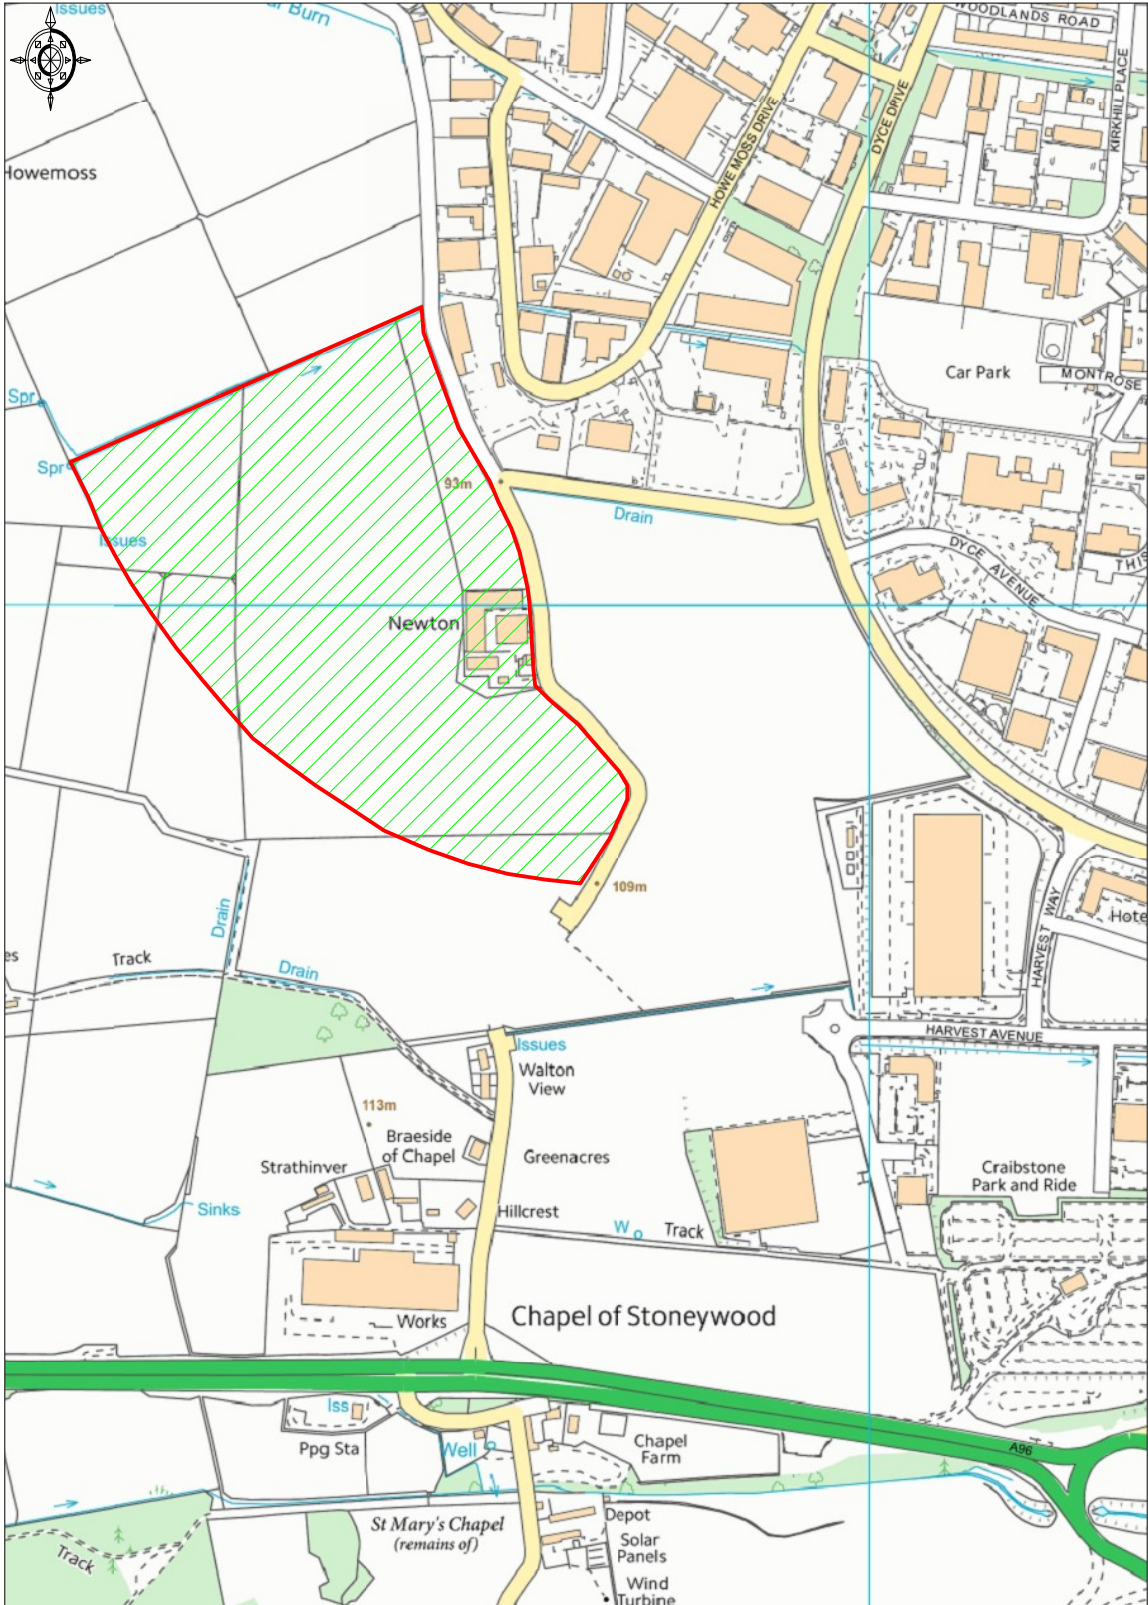 Issues
Burn
WOODLANDS ROAD
KIRKHILL PLACE
HOWE MOSS DRIVE
DYCE DRIVE
Howemoss
Car Park
MONTROSE
Spr
Spr
93m
Drain
Issues
DYCE AVENUE
THIS
Newton
109m
Drain
HARVEST WAY
Hote
es
Track
Drain
HARVEST AVENUE
Issues
Walton
View
113m
Braeside
of Chapel
Greenacres
Strathinver
Craibstone
Park and Ride
Sinks
Hillcrest
W
Track
Works
Chapel of Stoneywood
Iss
Ppg Sta
Well
Chapel
Farm
A96
St Mary's Chapel
(remains of)
Depot
Solar
Panels
Track
Wind
Turbine